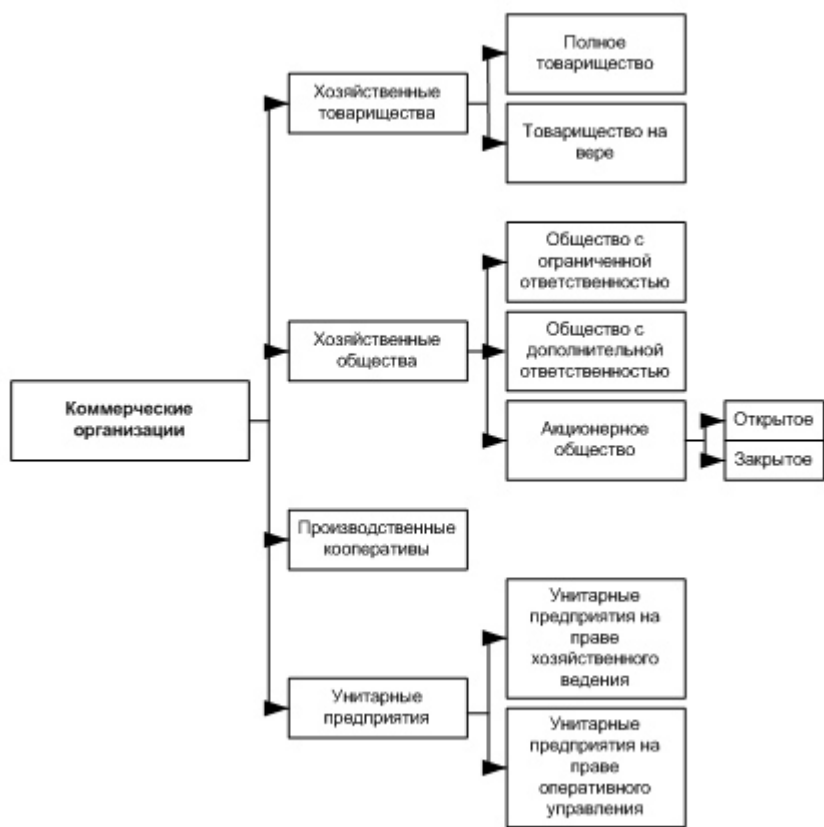 Полное
товарищество
Хозяйственные
товарищества
Товарищество на
вере
Общество с
ограниченной
ответственностью
Хозяйственные
общества
Общество с
дополнительной
ответственностью
Коммерческие
организации
Акционерное
общество
Открытое
Закрытое
Производственные
кооперативы
Унитарные
предприятия на
праве
хозяйственного
ведения
Унитарные
предприятия
Унитарные
предприятия на
праве
оперативного
управления